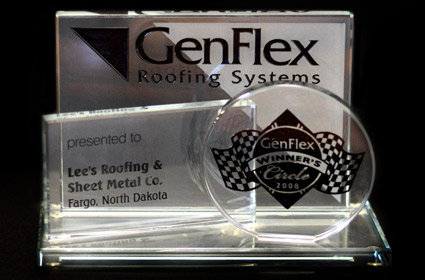 GenFlex
Roofing Systems
presented to
Lee's Roofing &
Sheet Metal Co.
Fargo, North Dakota
GenFlex
WINNER'S
Circle
2008